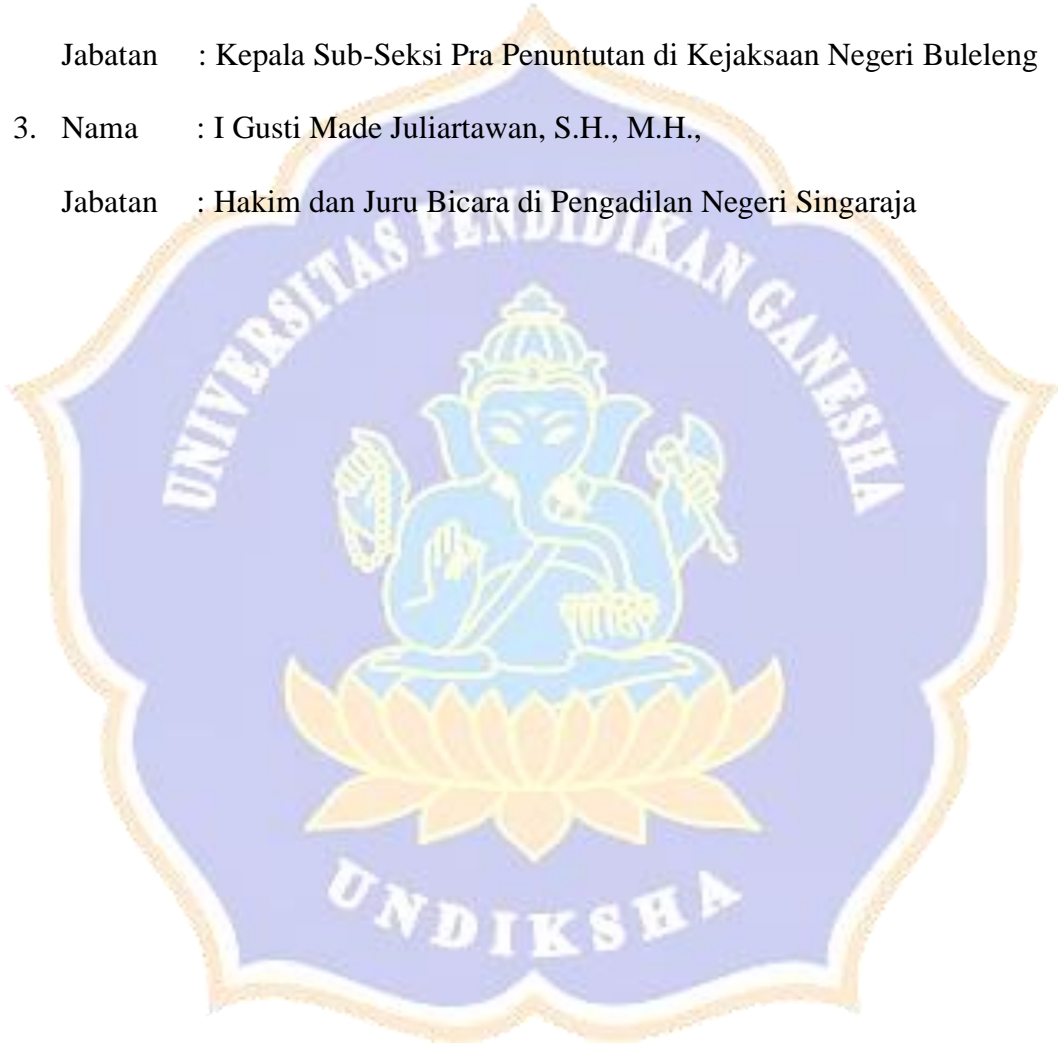 Jabatan : Kepala Sub-Seksi Pra Penuntutan di Kejaksaan Negeri Buleleng
3. Nama : I Gusti Made Juliartawan, S.H., M.H.,
Jabatan : Hakim dan Juru Bicara di Pengadilan Negeri Singaraja
UNIVERSITAS PENDIDIKAN GANESHA
UNDIKSHA